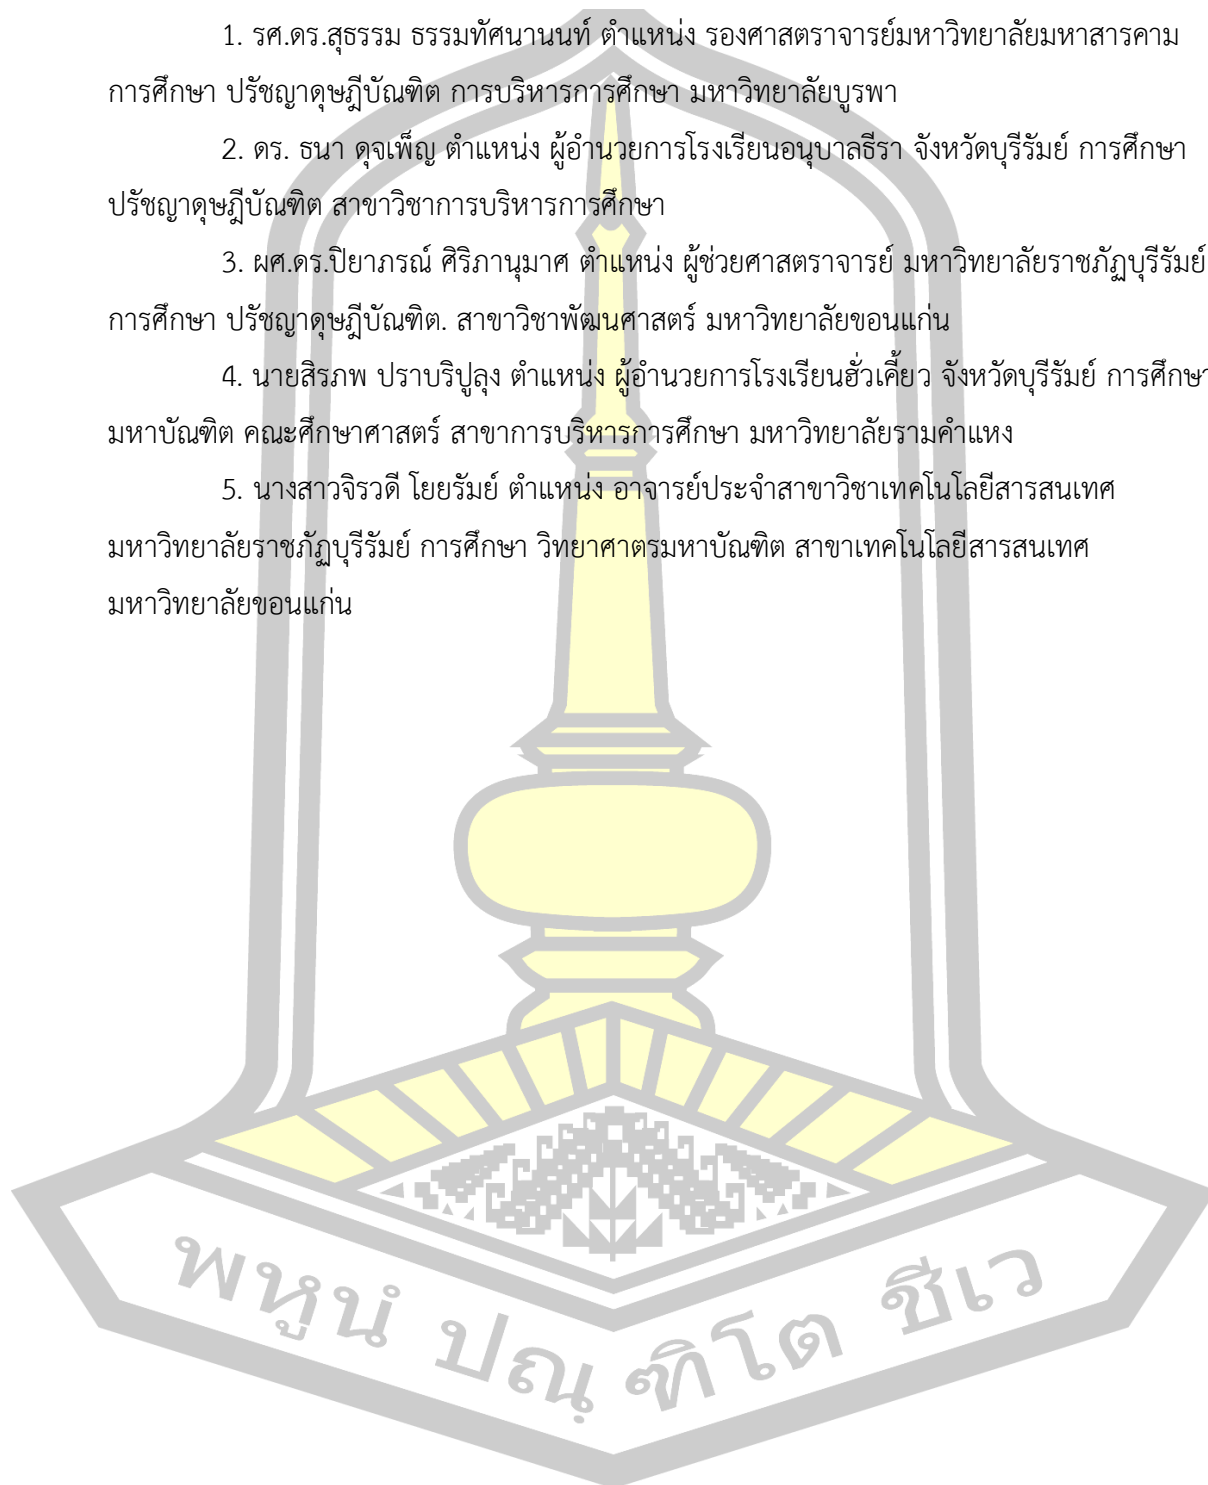 1. รศ.ดร.สุธรรม ธรรมทัศนานนท์ ตำแหน่ง รองศาสตราจารย์มหาวิทยาลัยมหาสารคาม
การศึกษา ปรัชญาดุษฎีบัณฑิต การบริหารการศึกษา มหาวิทยาลัยบูรพา
2. ดร. ธนา ดุจเพ็ญ ตำแหน่ง ผู้อำนวยการโรงเรียนอนุบาลธีรา จังหวัดบุรีรัมย์ การศึกษา
ปรัชญาดุษฎีบัณฑิต สาขาวิชาการบริหารการศึกษา
3. ผศ.ดร.ปิยาภรณ์ ศิริภานุมาศ ตำแหน่ง ผู้ช่วยศาสตราจารย์ มหาวิทยาลัยราชภัฏบุรีรัมย์
การศึกษา ปรัชญาดุษฎีบัณฑิต. สาขาวิชาพัฒนศาสตร์ มหาวิทยาลัยขอนแก่น
4. นายสิรภพ ปราบริปูลุง ตำแหน่ง ผู้อำนวยการโรงเรียนฮั่วเคี้ยว จังหวัดบุรีรัมย์ การศึกษา
มหาบัณฑิต คณะศึกษาศาสตร์ สาขาการบริหารการศึกษา มหาวิทยาลัยรามคำแหง
5. นางสาวจิรวดี โยยรัมย์ ตำแหน่ง อาจารย์ประจำสาขาวิชาเทคโนโลยีสารสนเทศ
มหาวิทยาลัยราชภัฏบุรีรัมย์ การศึกษา วิทยาศาตรมหาบัณฑิต สาขาเทคโนโลยีสารสนเทศ
มหาวิทยาลัยขอนแก่น
พหูนํ ปณฺ ฑิโต ชีเว